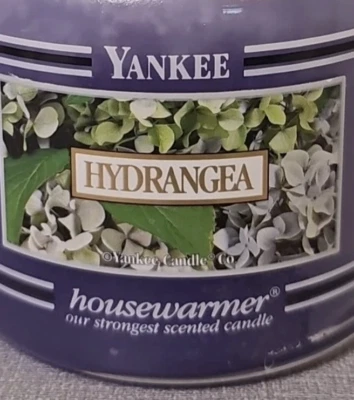 YANKEE
HYDRANGEA
©Yankee Candle Co
housewarmer®
our strongest scented candle